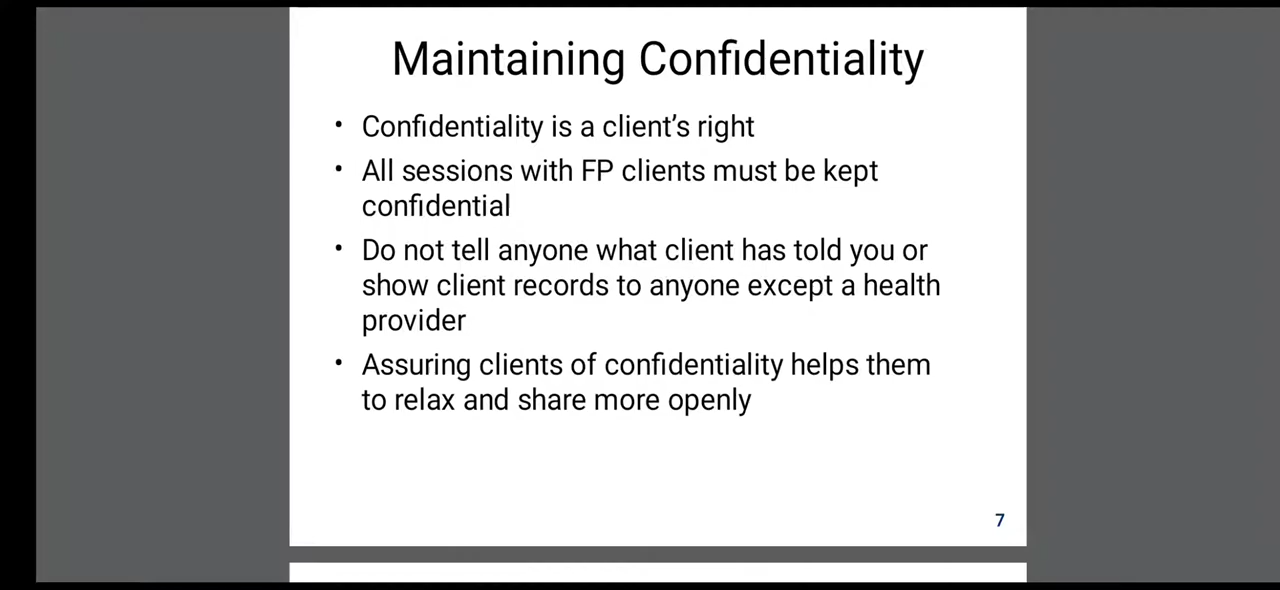 Maintaining Confidentiality
• Confidentiality is a client’s right
• All sessions with FP clients must be kept
confidential
• Do not tell anyone what client has told you or
show client records to anyone except a health
provider
• Assuring clients of confidentiality helps them
to relax and share more openly
7